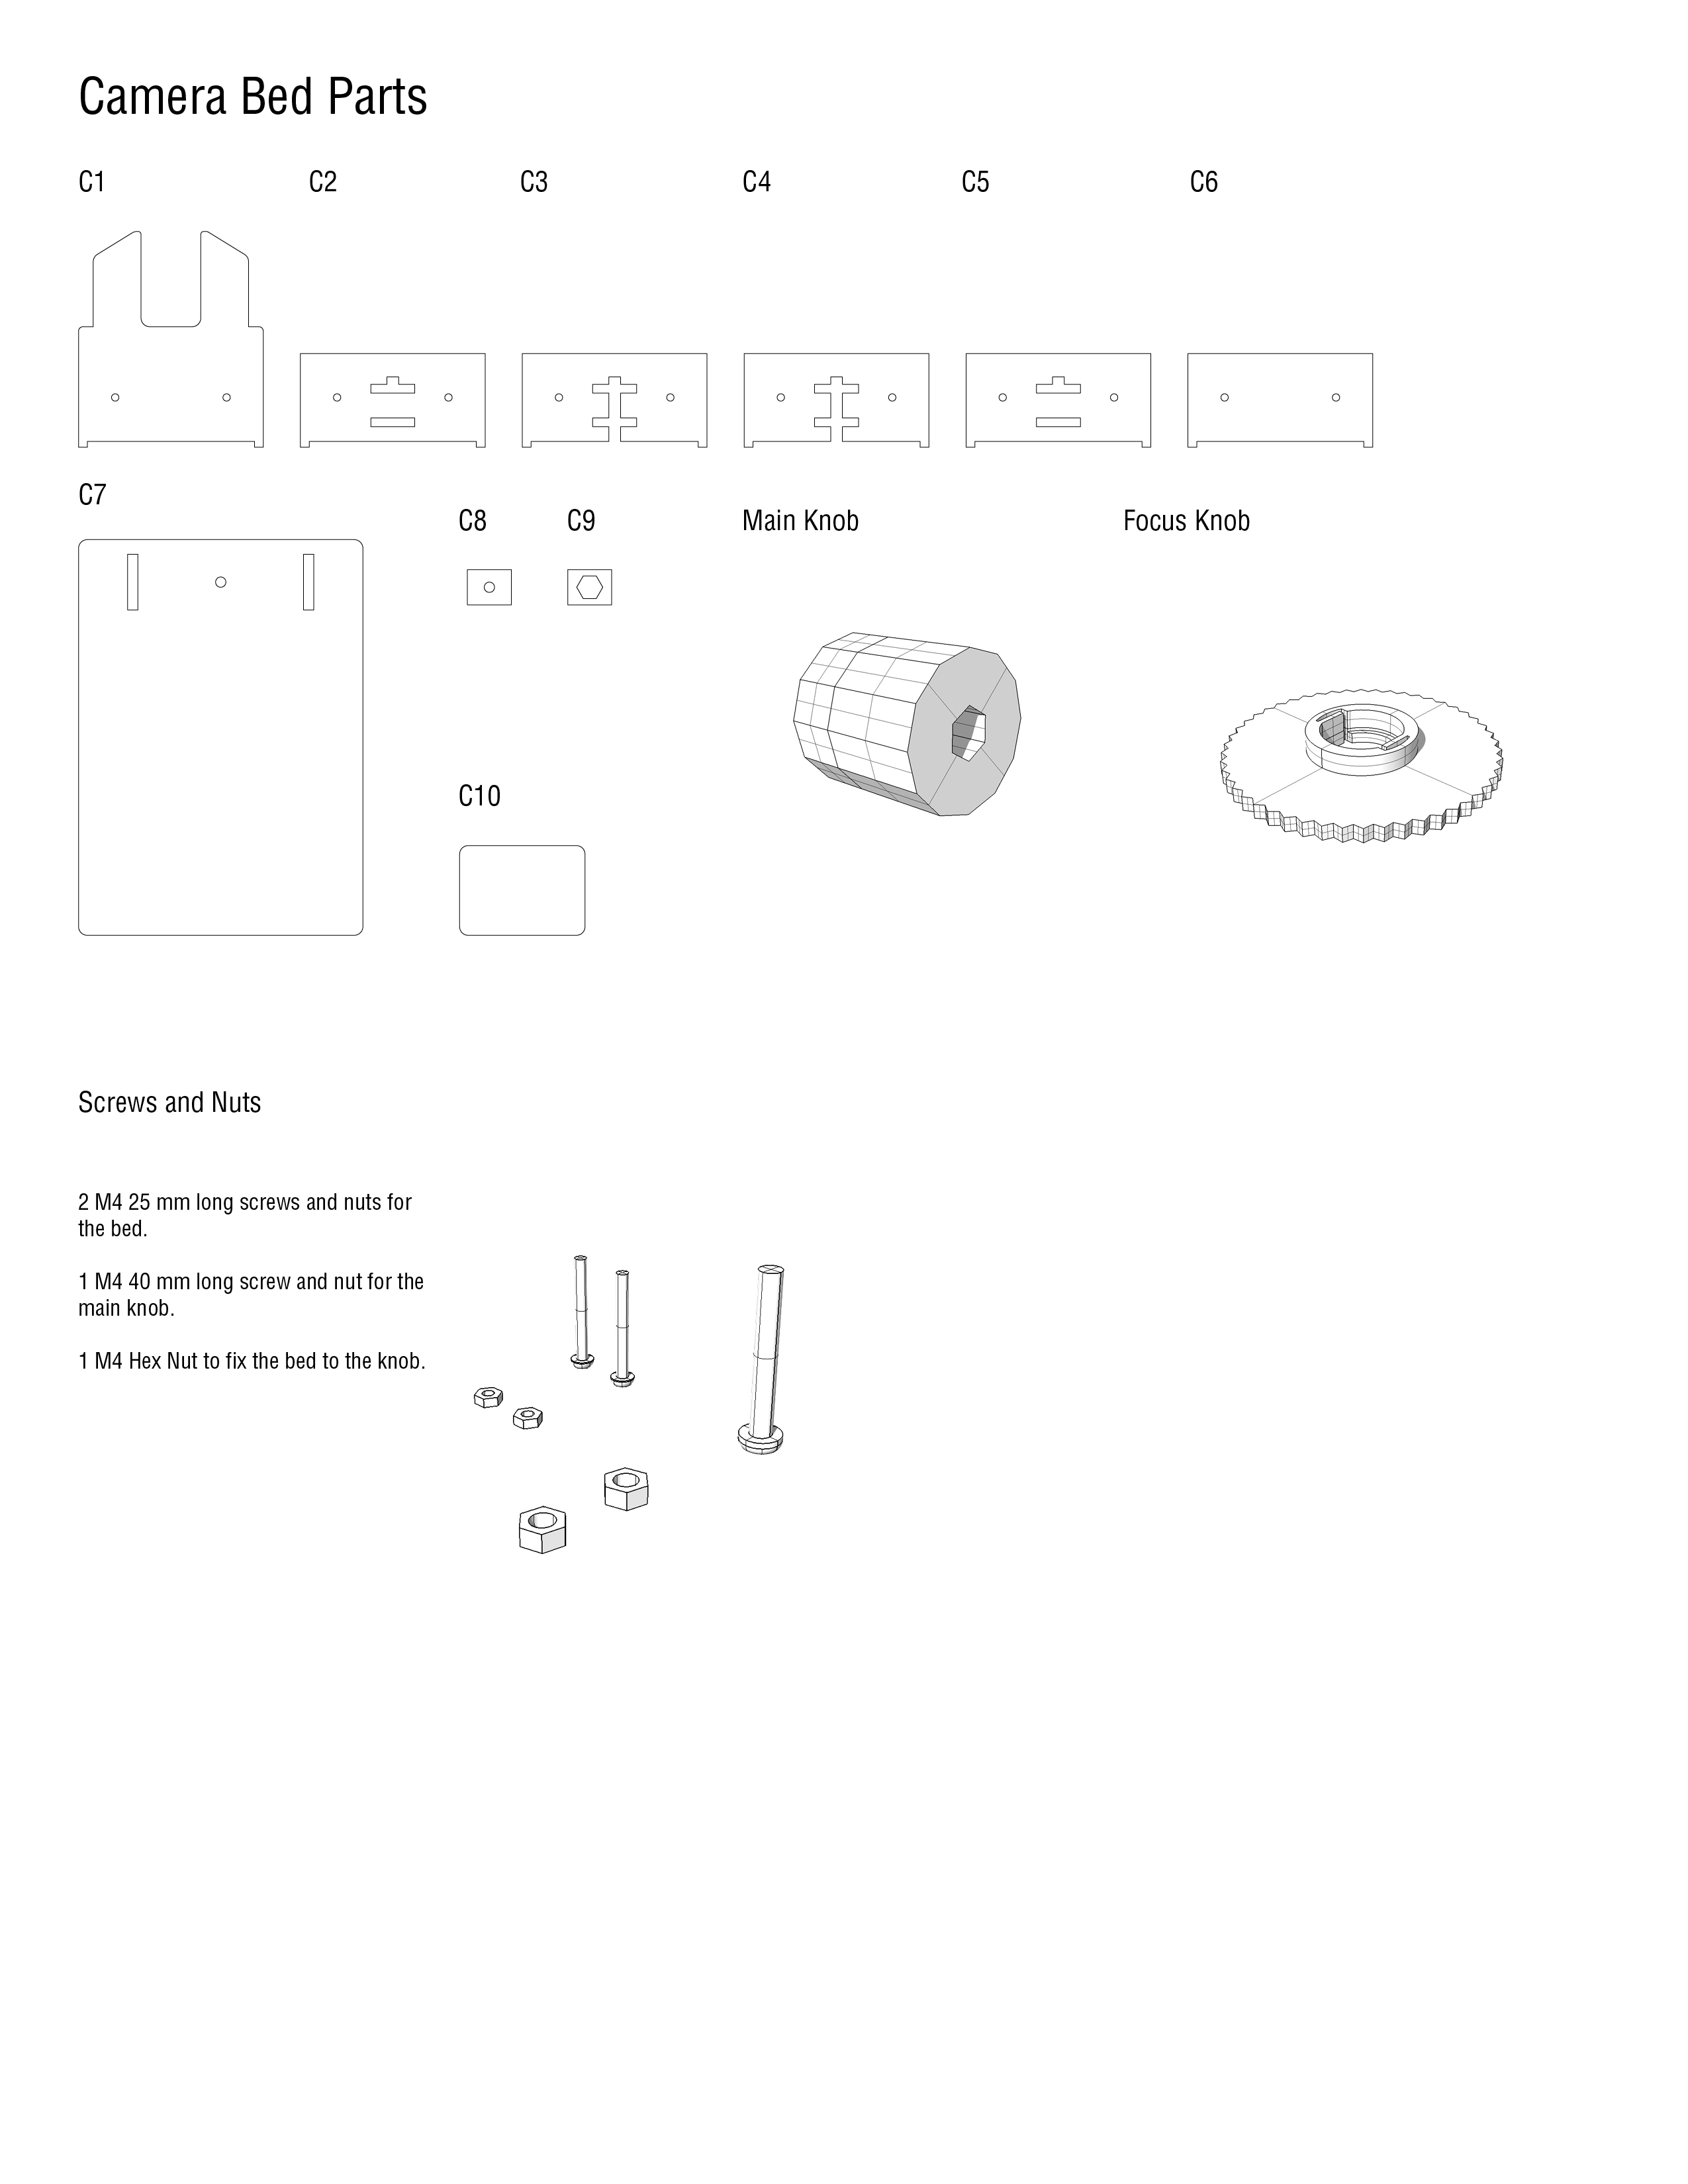 Camera Bed Parts
C1
C2
C3
C4
C5
C6
C7
C8
C9
Main Knob
Focus Knob
C10
Screws and Nuts
2 M4 25 mm long screws and nuts for
the bed.
1 M4 40 mm long screw and nut for the
main knob.
1 M4 Hex Nut to fix the bed to the knob.